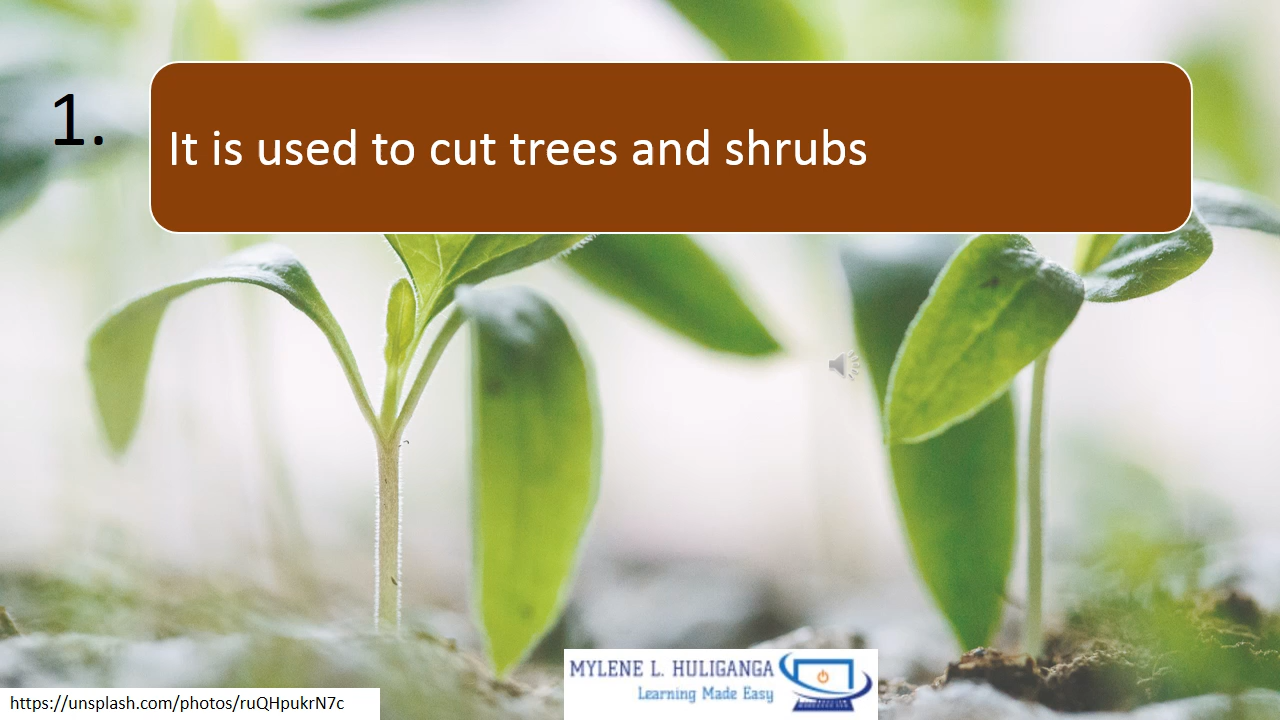 1.
It is used to cut trees and shrubs
MYLENE L. HULIGANGA
Learning Made Easy
https://unsplash.com/photos/ruQHpukrN7c